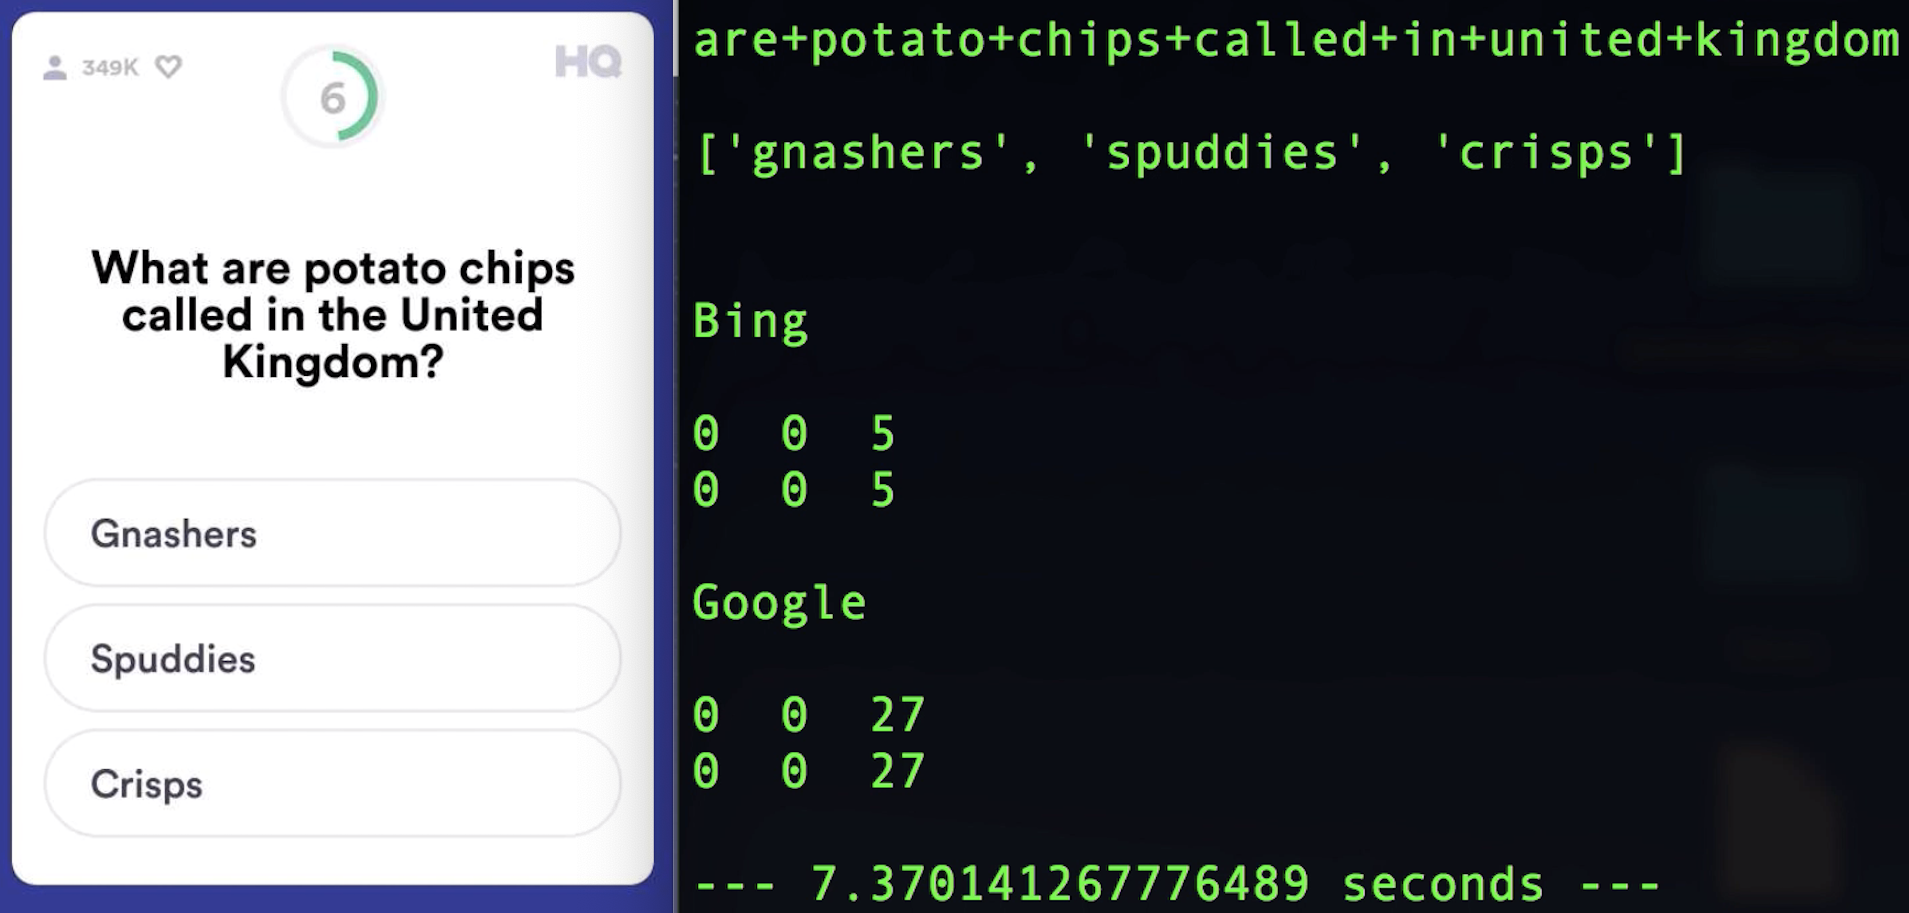 349K
6
HQ
What are potato chips
called in the United
Kingdom?
Gnashers
Spuddies
Crisps
are+potato+chips+called+in+united+kingdom
['gnashers', 'spuddies', 'crisps']
Bing
0 0 5
0 0 5
Google
0 0 27
0 0 27
--- 7.370141267776489 seconds ---